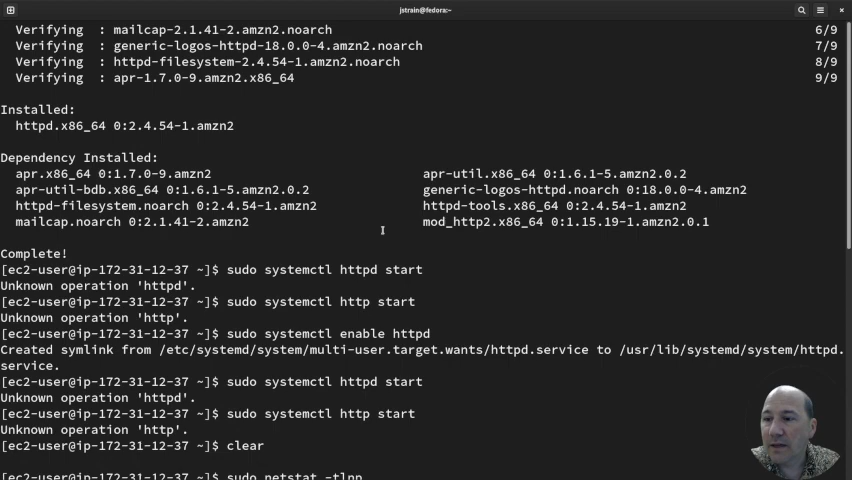 jstrain@fedora:~
Verifying : mailcap-2.1.41-2.amzn2.noarch 6/9
Verifying : generic-logos-httpd-18.0.0-4.amzn2.noarch 7/9
Verifying : httpd-filesystem-2.4.54-1.amzn2.noarch 8/9
Verifying : apr-1.7.0-9.amzn2.x86_64 9/9
Installed:
httpd.x86_64 0:2.4.54-1.amzn2
Dependency Installed:
apr.x86_64 0:1.7.0-9.amzn2 apr-util.x86_64 0:1.6.1-5.amzn2.0.2
apr-util-bdb.x86_64 0:1.6.1-5.amzn2.0.2 generic-logos-httpd.noarch 0:18.0.0-4.amzn2
httpd-filesystem.noarch 0:2.4.54-1.amzn2 httpd-tools.x86_64 0:2.4.54-1.amzn2
mailcap.noarch 0:2.1.41-2.amzn2 mod_http2.x86_64 0:1.15.19-1.amzn2.0.1
Complete!
[ec2-user@ip-172-31-12-37 ~]$ sudo systemctl httpd start
Unknown operation 'httpd'.
[ec2-user@ip-172-31-12-37 ~]$ sudo systemctl http start
Unknown operation 'http'.
[ec2-user@ip-172-31-12-37 ~]$ sudo systemctl enable httpd
Created symlink from /etc/systemd/system/multi-user.target.wants/httpd.service to /usr/lib/systemd/system/httpd.
service.
[ec2-user@ip-172-31-12-37 ~]$ sudo systemctl httpd start
Unknown operation 'httpd'.
[ec2-user@ip-172-31-12-37 ~]$ sudo systemctl http start
Unknown operation 'http'.
[ec2-user@ip-172-31-12-37 ~]$ clear
[ec2-user@ip-172-31-12-37 ~]$ sudo netstat -tlnp